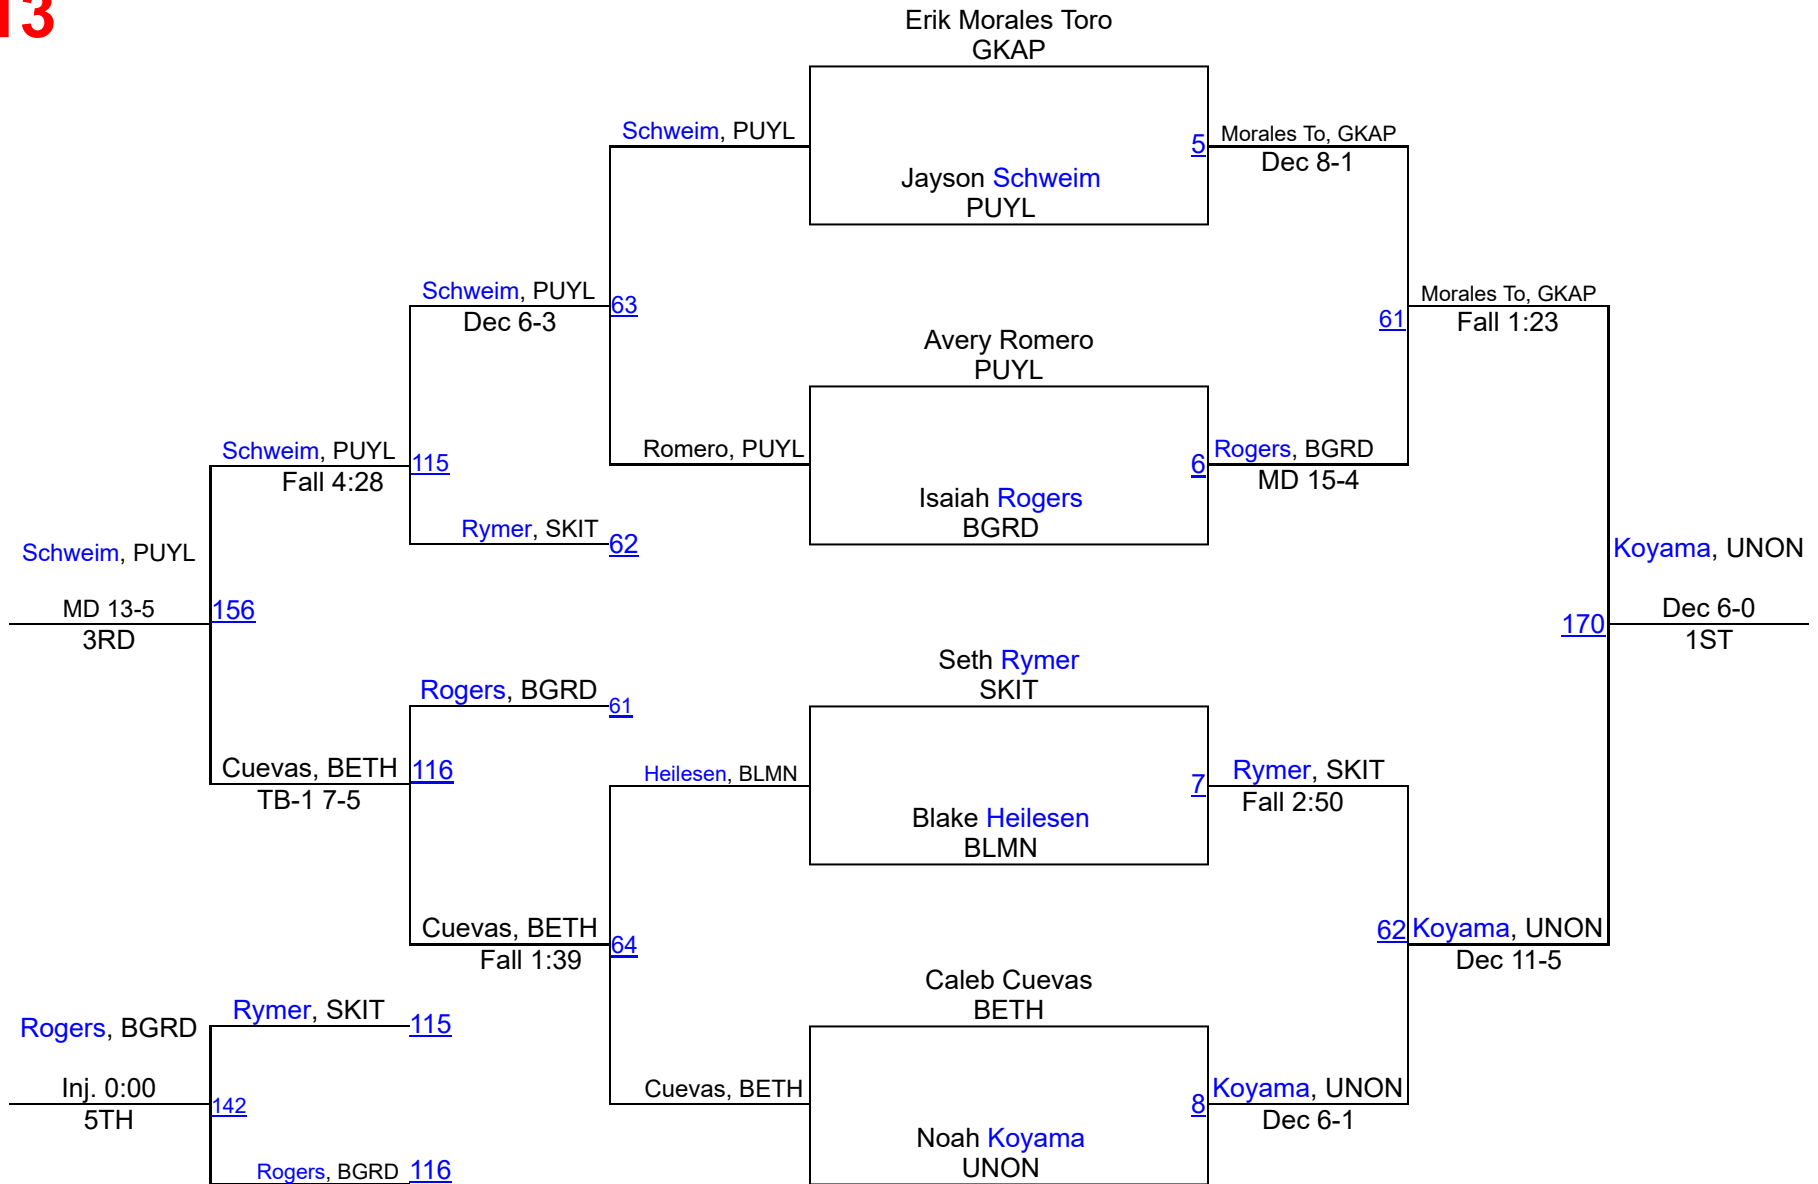 13
Erik Morales Toro
GKAP
Schweim, PUYL
5
Morales To, GKAP
Dec 8-1
Jayson Schweim
PUYL
Schweim, PUYL
63
Dec 6-3
Morales To, GKAP
61
Fall 1:23
Avery Romero
PUYL
Schweim, PUYL
115
Fall 4:28
Romero, PUYL
6
Rogers, BGRD
MD 15-4
Isaiah Rogers
BGRD
Rymer, SKIT
62
Schweim, PUYL
MD 13-5
156
3RD
Koyama, UNON
170
Dec 6-0
1ST
Seth Rymer
SKIT
Rogers, BGRD
61
Cuevas, BETH
116
TB-1 7-5
Heilesen, BLMN
7
Rymer, SKIT
Fall 2:50
Blake Heilesen
BLMN
Cuevas, BETH
64
Fall 1:39
62
Koyama, UNON
Dec 11-5
Caleb Cuevas
BETH
Rogers, BGRD
Rymer, SKIT
115
Inj. 0:00
142
5TH
Cuevas, BETH
8
Koyama, UNON
Dec 6-1
Noah Koyama
UNON
Rogers, BGRD
116